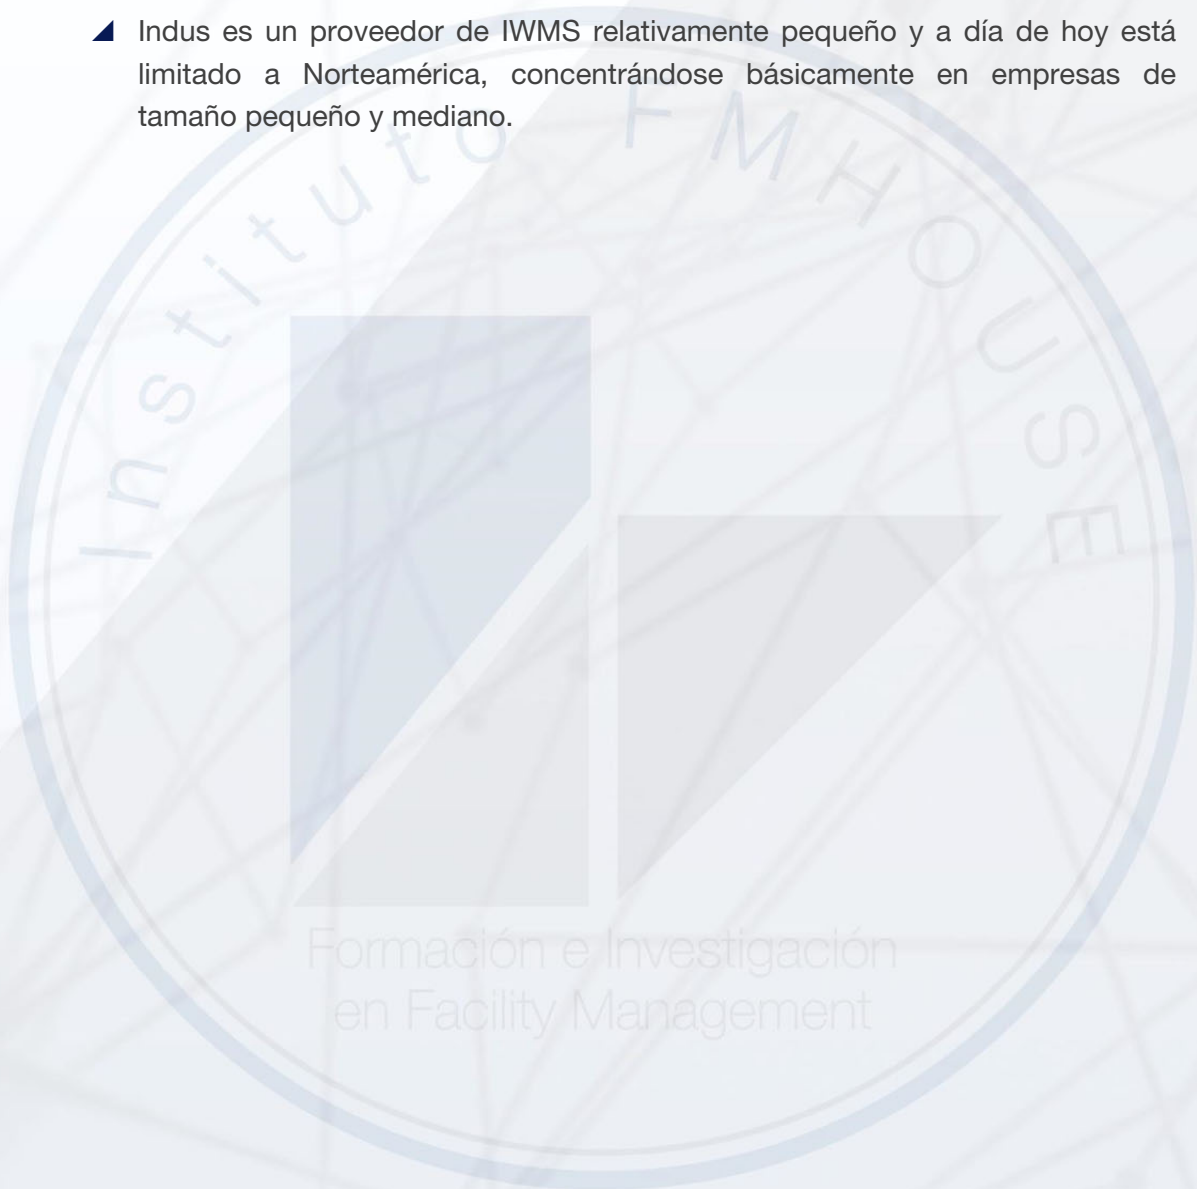 Indus es un proveedor de IWMS relativamente pequeño y a día de hoy está
limitado a Norteamérica, concentrándose básicamente en empresas de
tamaño pequeño y mediano.
Instituto FMHOUSE
Formación e Investigación
en Facility Management